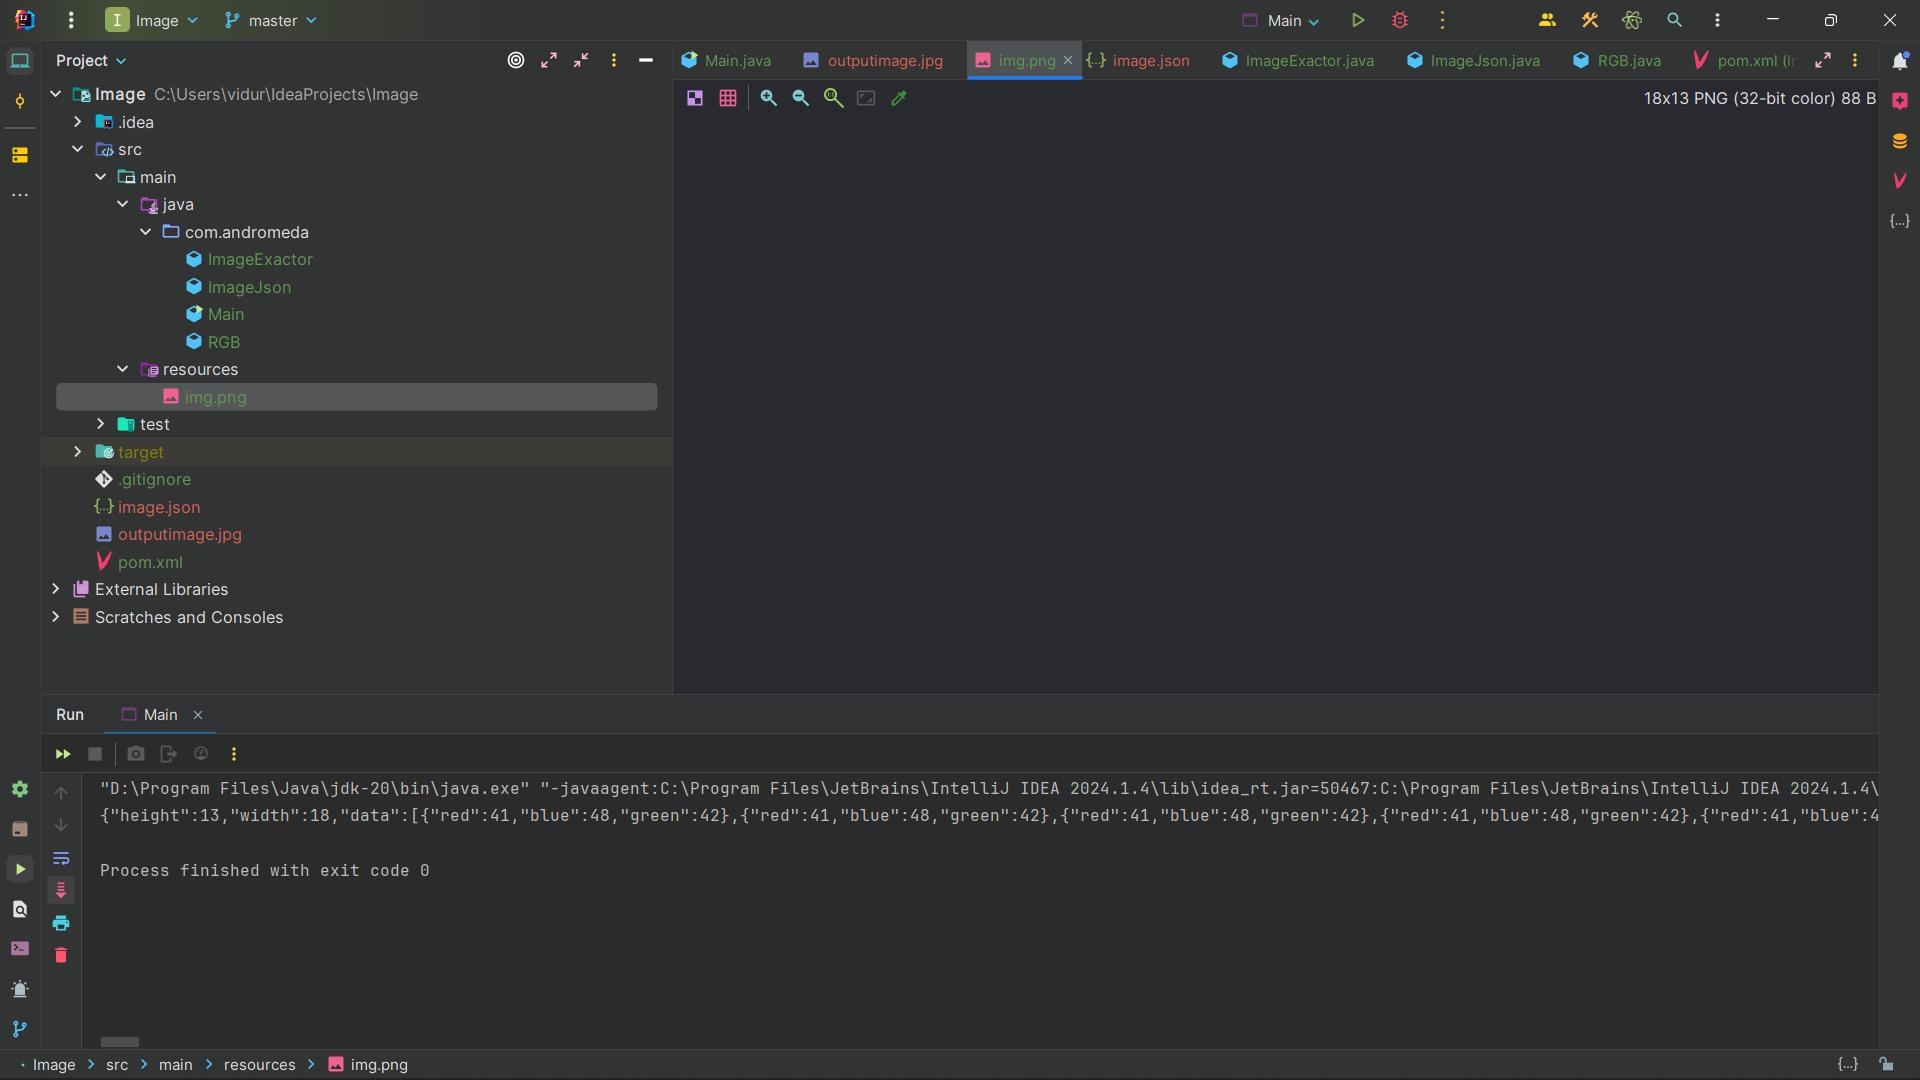 Image
master
Main
Project
Main.java
outputimage.jpg
img.png
image.json
ImageExactor.java
ImageJson.java
RGB.java
pom.xml
18x13 PNG (32-bit color) 88 B
Image C:\Users\vidur\IdeaProjects\Image
.idea
src
main
java
com.andromeda
ImageExactor
ImageJson
Main
RGB
resources
img.png
test
target
.gitignore
image.json
outputimage.jpg
pom.xml
External Libraries
Scratches and Consoles
Run
Main
"D:\Program Files\Java\jdk-20\bin\java.exe" "-javaagent:C:\Program Files\JetBrains\IntelliJ IDEA 2024.1.4\lib\idea_rt.jar=50467:C:\Program Files\JetBrains\IntelliJ IDEA 2024.1.4\
{"height":13,"width":18,"data":[{"red":41,"blue":48,"green":42},{"red":41,"blue":48,"green":42},{"red":41,"blue":48,"green":42},{"red":41,"blue":48,"green":42},{"red":41,"blue":4
Process finished with exit code 0
Image > src > main > resources > img.png